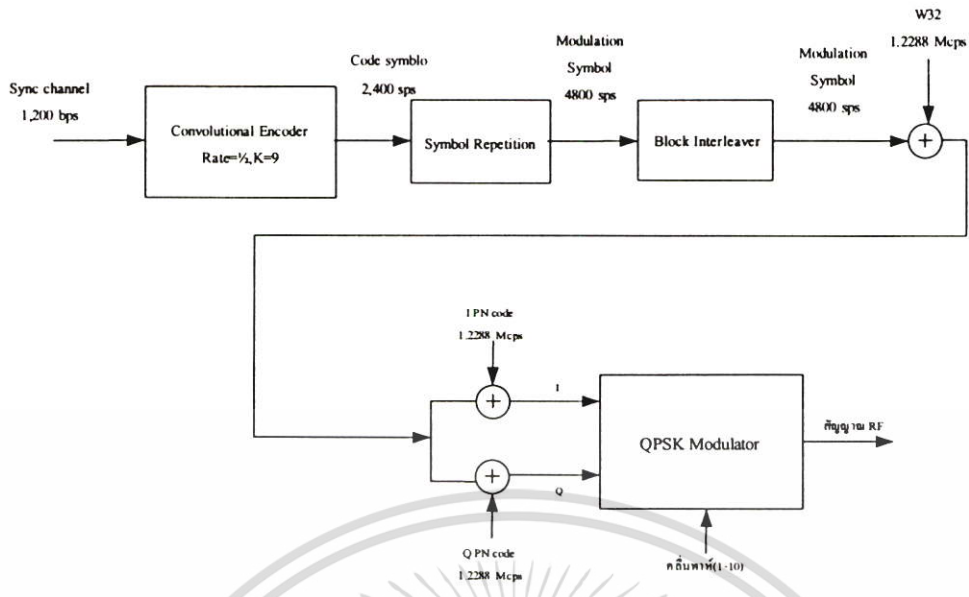 Sync channel
1,200 bps
Convolutional Encoder
Rate=½,K=9
Code symblo
2,400 sps
Symbol Repetition
Modulation
Symbol
4800 sps
Block Interleaver
Modulation
Symbol
4800 sps
W32
1.2288 Mcps
I PN code
1.2288 Mcps
I
Q
Q PN code
1.2288 Mcps
QPSK Modulator
สัญญาณ RF
คลื่นพาห์(1-10)